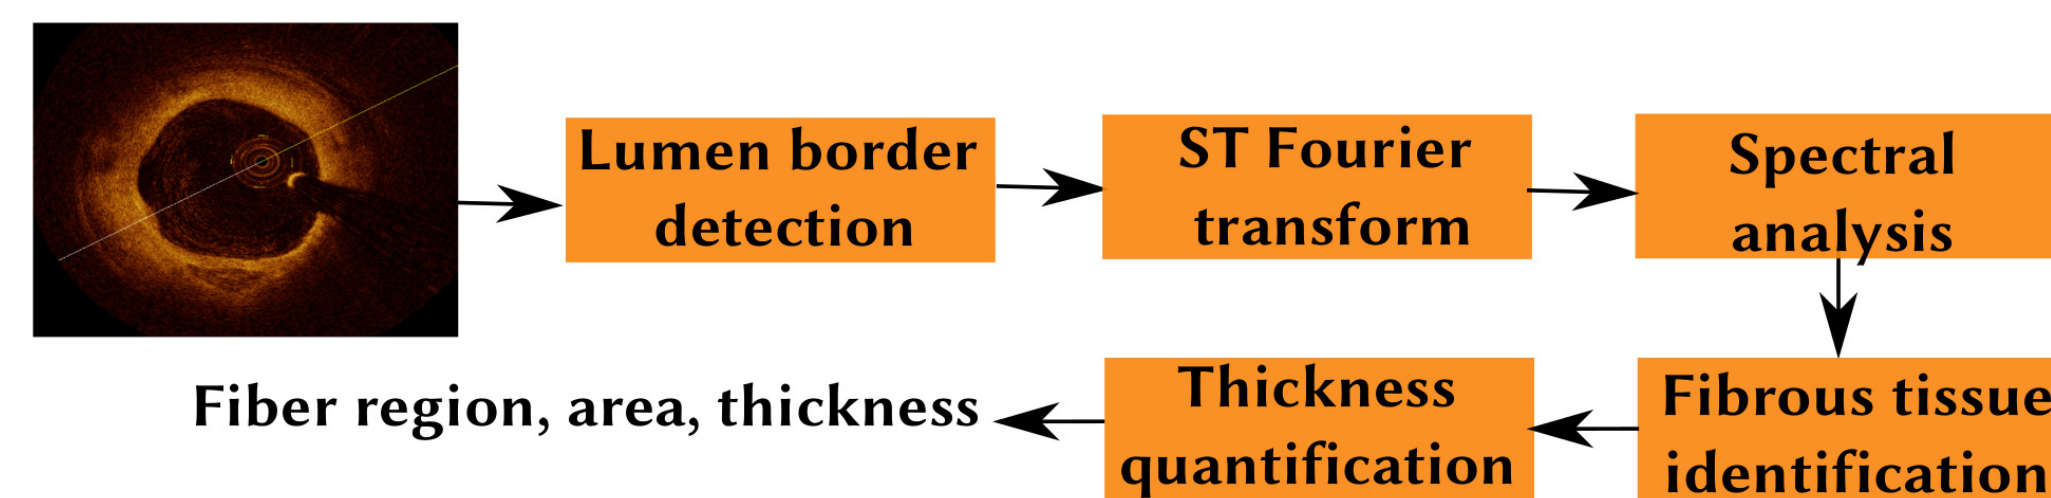 Lumen border
detection
ST Fourier
transform
Spectral
analysis
Fibrous tissue
identification
Thickness
quantification
Fiber region, area, thickness